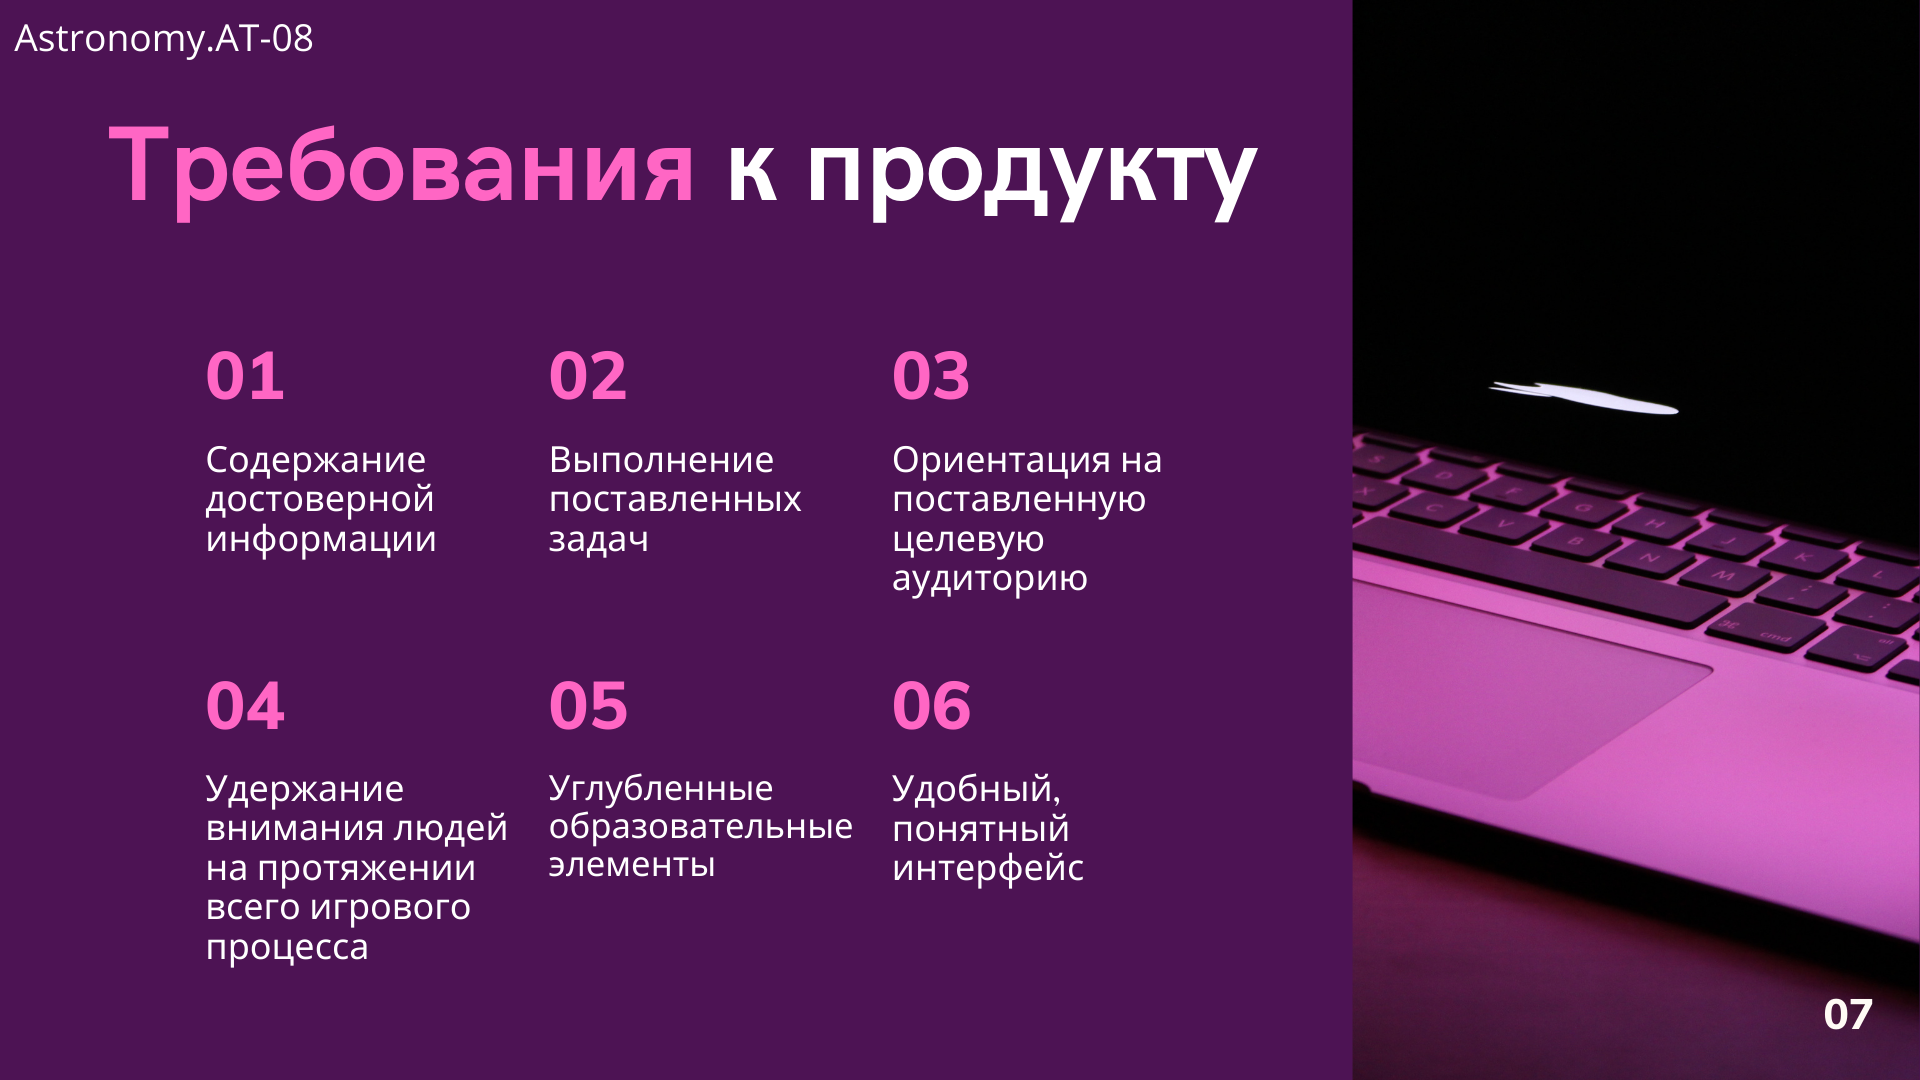 Astronomy.AT-08
Требования к продукту
01
Содержание
достоверной
информации
02
Выполнение
поставленных
задач
03
Ориентация на
поставленную
целевую
аудиторию
04
Удержание
внимания людей
на протяжении
всего игрового
процесса
05
Углубленные
образовательные
элементы
06
Удобный,
понятный
интерфейс
S
D
F
G
H
J
K
L
X
C
V
B
N
M
cmd
07